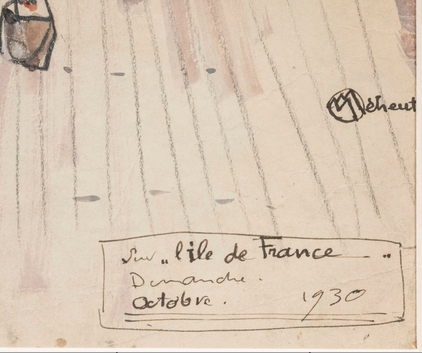 Méheut
Sur „l'ile de France "
Dimanche.
Octobre. 1930